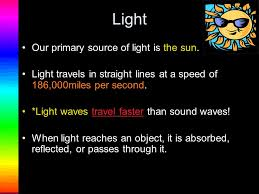 Light
• Our primary source of light is the sun.
• Light travels in straight lines at a speed of
186,000miles per second.
• *Light waves travel faster than sound waves!
• When light reaches an object, it is absorbed,
reflected, or passes through it.